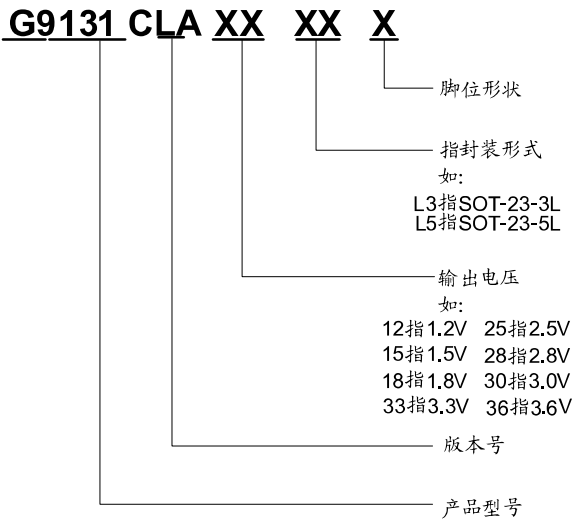 G9131 CLA XX XX X
脚位形状
指封装形式
如:
L3指SOT-23-3L
L5指SOT-23-5L
输出电压
如:
12指1.2V 25指2.5V
15指1.5V 28指2.8V
18指1.8V 30指3.0V
33指3.3V 36指3.6V
版本号
产品型号